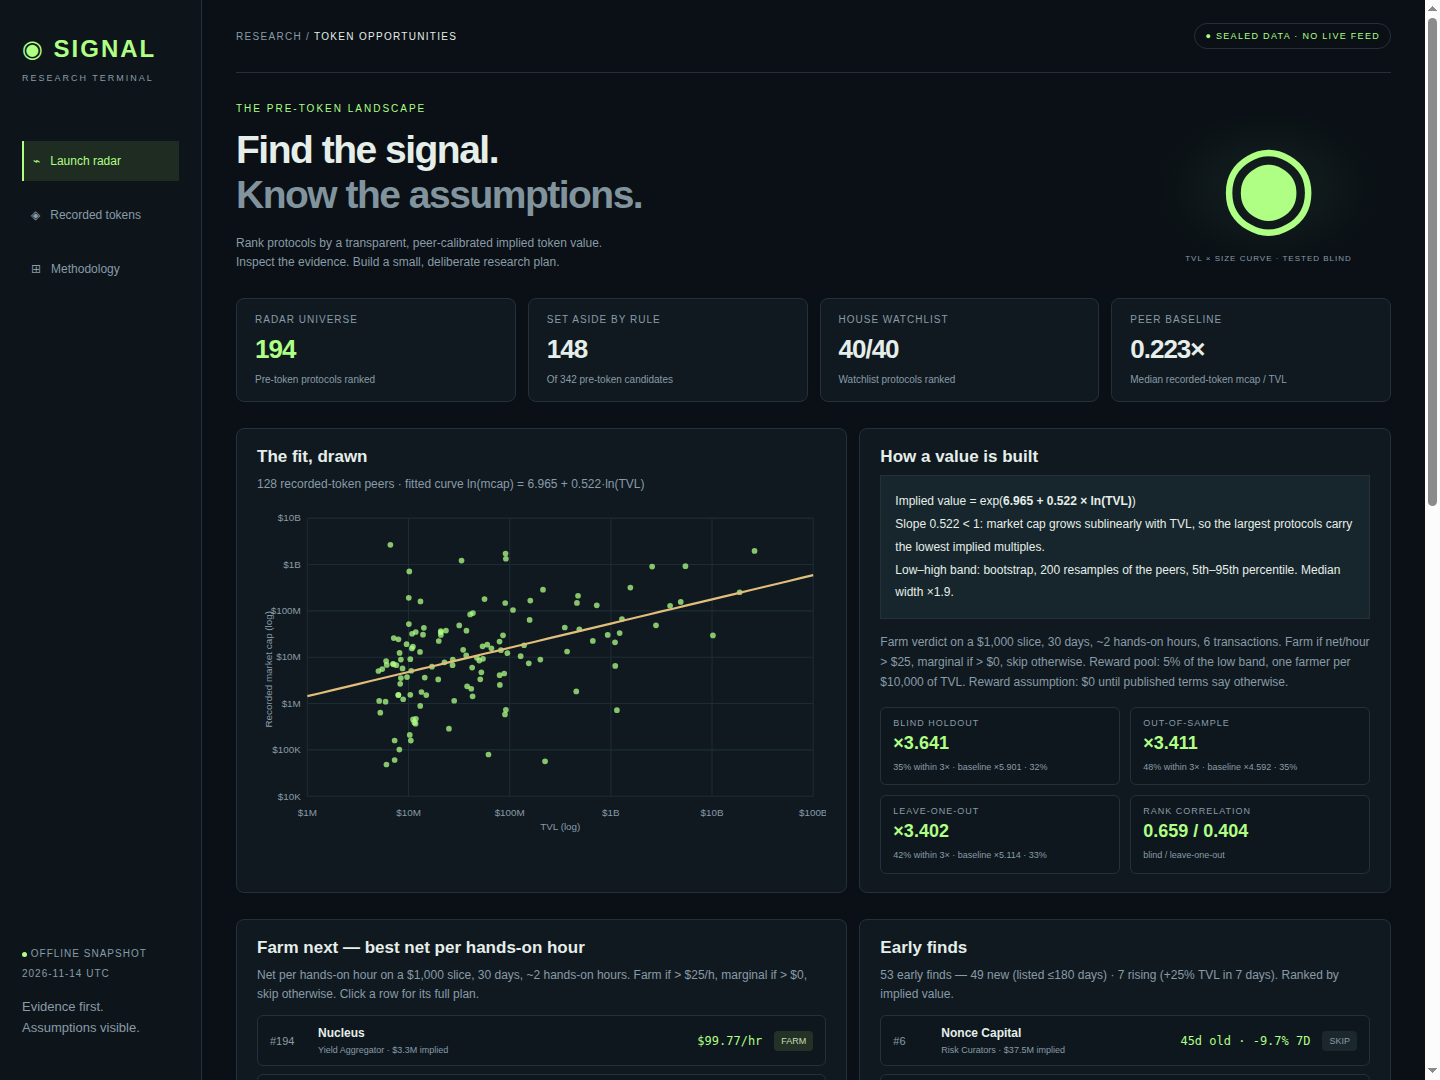 ◉ SIGNAL
RESEARCH TERMINAL
⌁ Launch radar
◈ Recorded tokens
⊞ Methodology
● OFFLINE SNAPSHOT
2026-11-14 UTC
Evidence first.
Assumptions visible.
RESEARCH / TOKEN OPPORTUNITIES
● SEALED DATA · NO LIVE FEED
THE PRE-TOKEN LANDSCAPE
Find the signal.
Know the assumptions.
Rank protocols by a transparent, peer-calibrated implied token value.
Inspect the evidence. Build a small, deliberate research plan.
TVL × SIZE CURVE · TESTED BLIND
RADAR UNIVERSE
194
Pre-token protocols ranked
SET ASIDE BY RULE
148
Of 342 pre-token candidates
HOUSE WATCHLIST
40/40
Watchlist protocols ranked
PEER BASELINE
0.223×
Median recorded-token mcap / TVL
The fit, drawn
128 recorded-token peers · fitted curve ln(mcap) = 6.965 + 0.522·ln(TVL)
$10B
$1B
$100M
$10M
$1M
$100K
$10K
Recorded market cap (log)
$1M $10M $100M $1B $10B $100B
TVL (log)
How a value is built
Implied value = exp(6.965 + 0.522 × ln(TVL))
Slope 0.522 < 1: market cap grows sublinearly with TVL, so the largest protocols carry
the lowest implied multiples.
Low–high band: bootstrap, 200 resamples of the peers, 5th–95th percentile. Median
width ×1.9.
Farm verdict on a $1,000 slice, 30 days, ~2 hands-on hours, 6 transactions. Farm if net/hour
> $25, marginal if > $0, skip otherwise. Reward pool: 5% of the low band, one farmer per
$10,000 of TVL. Reward assumption: $0 until published terms say otherwise.
BLIND HOLDOUT
×3.641
35% within 3× · baseline ×5.901 · 32%
OUT-OF-SAMPLE
×3.411
48% within 3× · baseline ×4.592 · 35%
LEAVE-ONE-OUT
×3.402
42% within 3× · baseline ×5.114 · 33%
RANK CORRELATION
0.659 / 0.404
blind / leave-one-out
Farm next — best net per hands-on hour
Net per hands-on hour on a $1,000 slice, 30 days, ~2 hands-on hours. Farm if > $25/h, marginal if > $0,
skip otherwise. Click a row for its full plan.
#194 Nucleus $99.77/hr FARM
Yield Aggregator · $3.3M implied
Early finds
53 early finds — 49 new (listed ≤180 days) · 7 rising (+25% TVL in 7 days). Ranked by
implied value.
#6 Nonce Capital 45d old · -9.7% 7D SKIP
Risk Curators · $37.5M implied